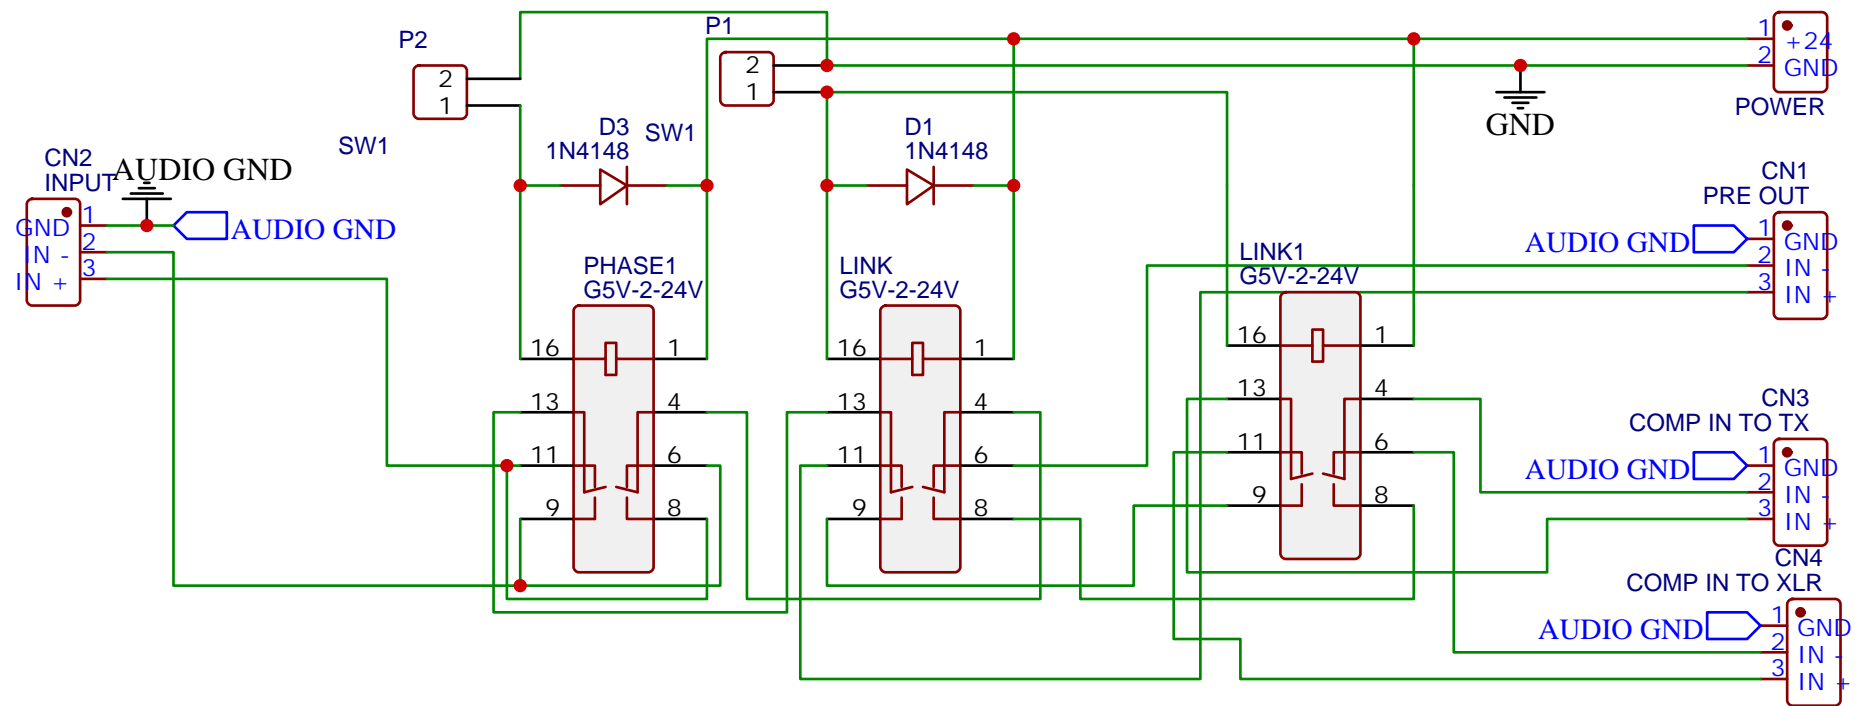 P2
2
1
P1
2
1
1
2
+24
GND
POWER
GND
SW1
D3
1N4148
SW1
D1
1N4148
CN2
INPUT
AUDIO GND
GND
IN -
IN +
1
2
3
AUDIO GND
CN1
PRE OUT
AUDIO GND
1
2
3
GND
IN -
IN +
PHASE1
G5V-2-24V
16
1
13
4
11
6
9
8
LINK
G5V-2-24V
16
1
13
4
11
6
9
8
LINK1
G5V-2-24V
16
1
13
4
11
6
9
8
CN3
COMP IN TO TX
AUDIO GND
1
2
3
GND
IN -
IN +
CN4
COMP IN TO XLR
AUDIO GND
1
2
3
GND
IN -
IN +